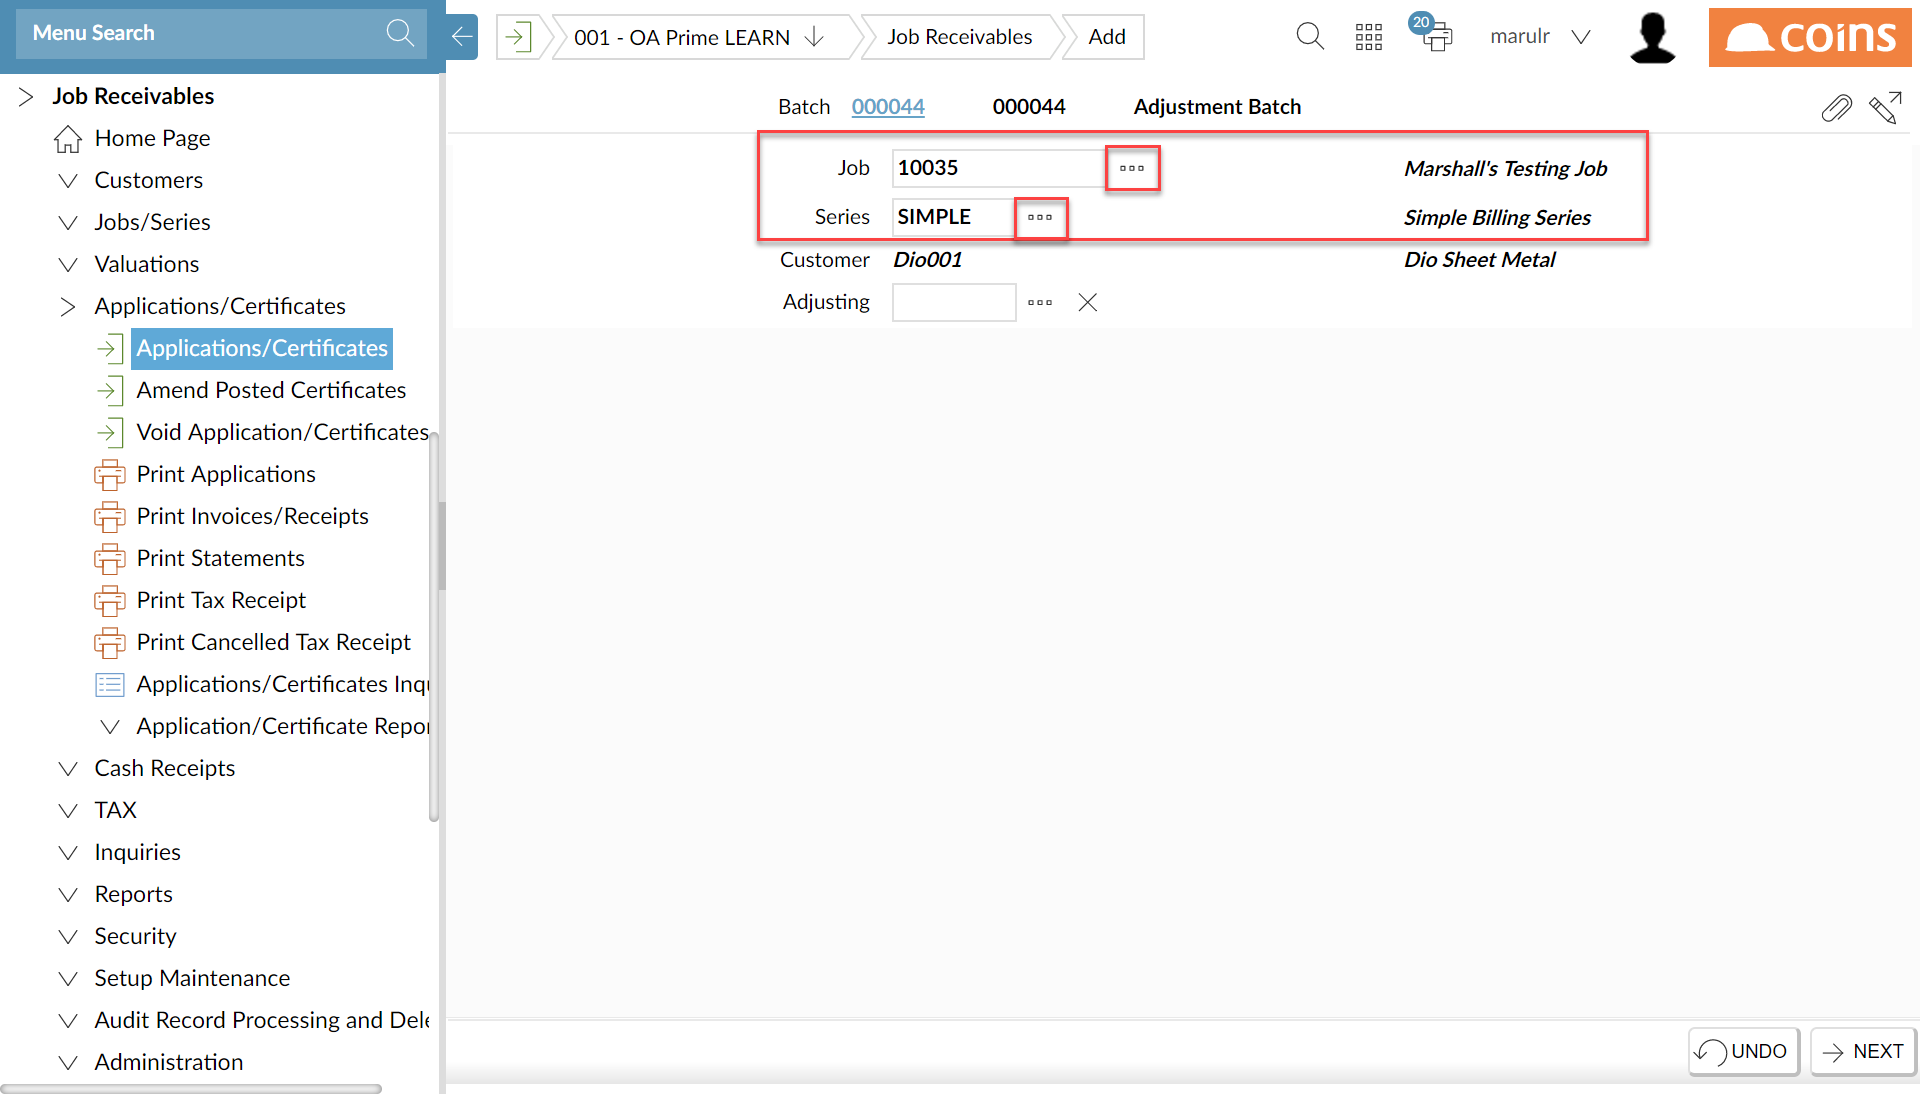 Menu Search
001 - OA Prime LEARN
Job Receivables
Add
20
marulr
coins
Job Receivables
Home Page
Customers
Jobs/Series
Valuations
Applications/Certificates
Applications/Certificates
Amend Posted Certificates
Void Application/Certificates
Print Applications
Print Invoices/Receipts
Print Statements
Print Tax Receipt
Print Cancelled Tax Receipt
Applications/Certificates Inqu
Application/Certificate Repor
Cash Receipts
TAX
Inquiries
Reports
Security
Setup Maintenance
Audit Record Processing and Dele
Administration
Batch 000044 000044 Adjustment Batch
Job 10035 Marshall's Testing Job
Series SIMPLE Simple Billing Series
Customer Dio001 Dio Sheet Metal
Adjusting
UNDO
NEXT